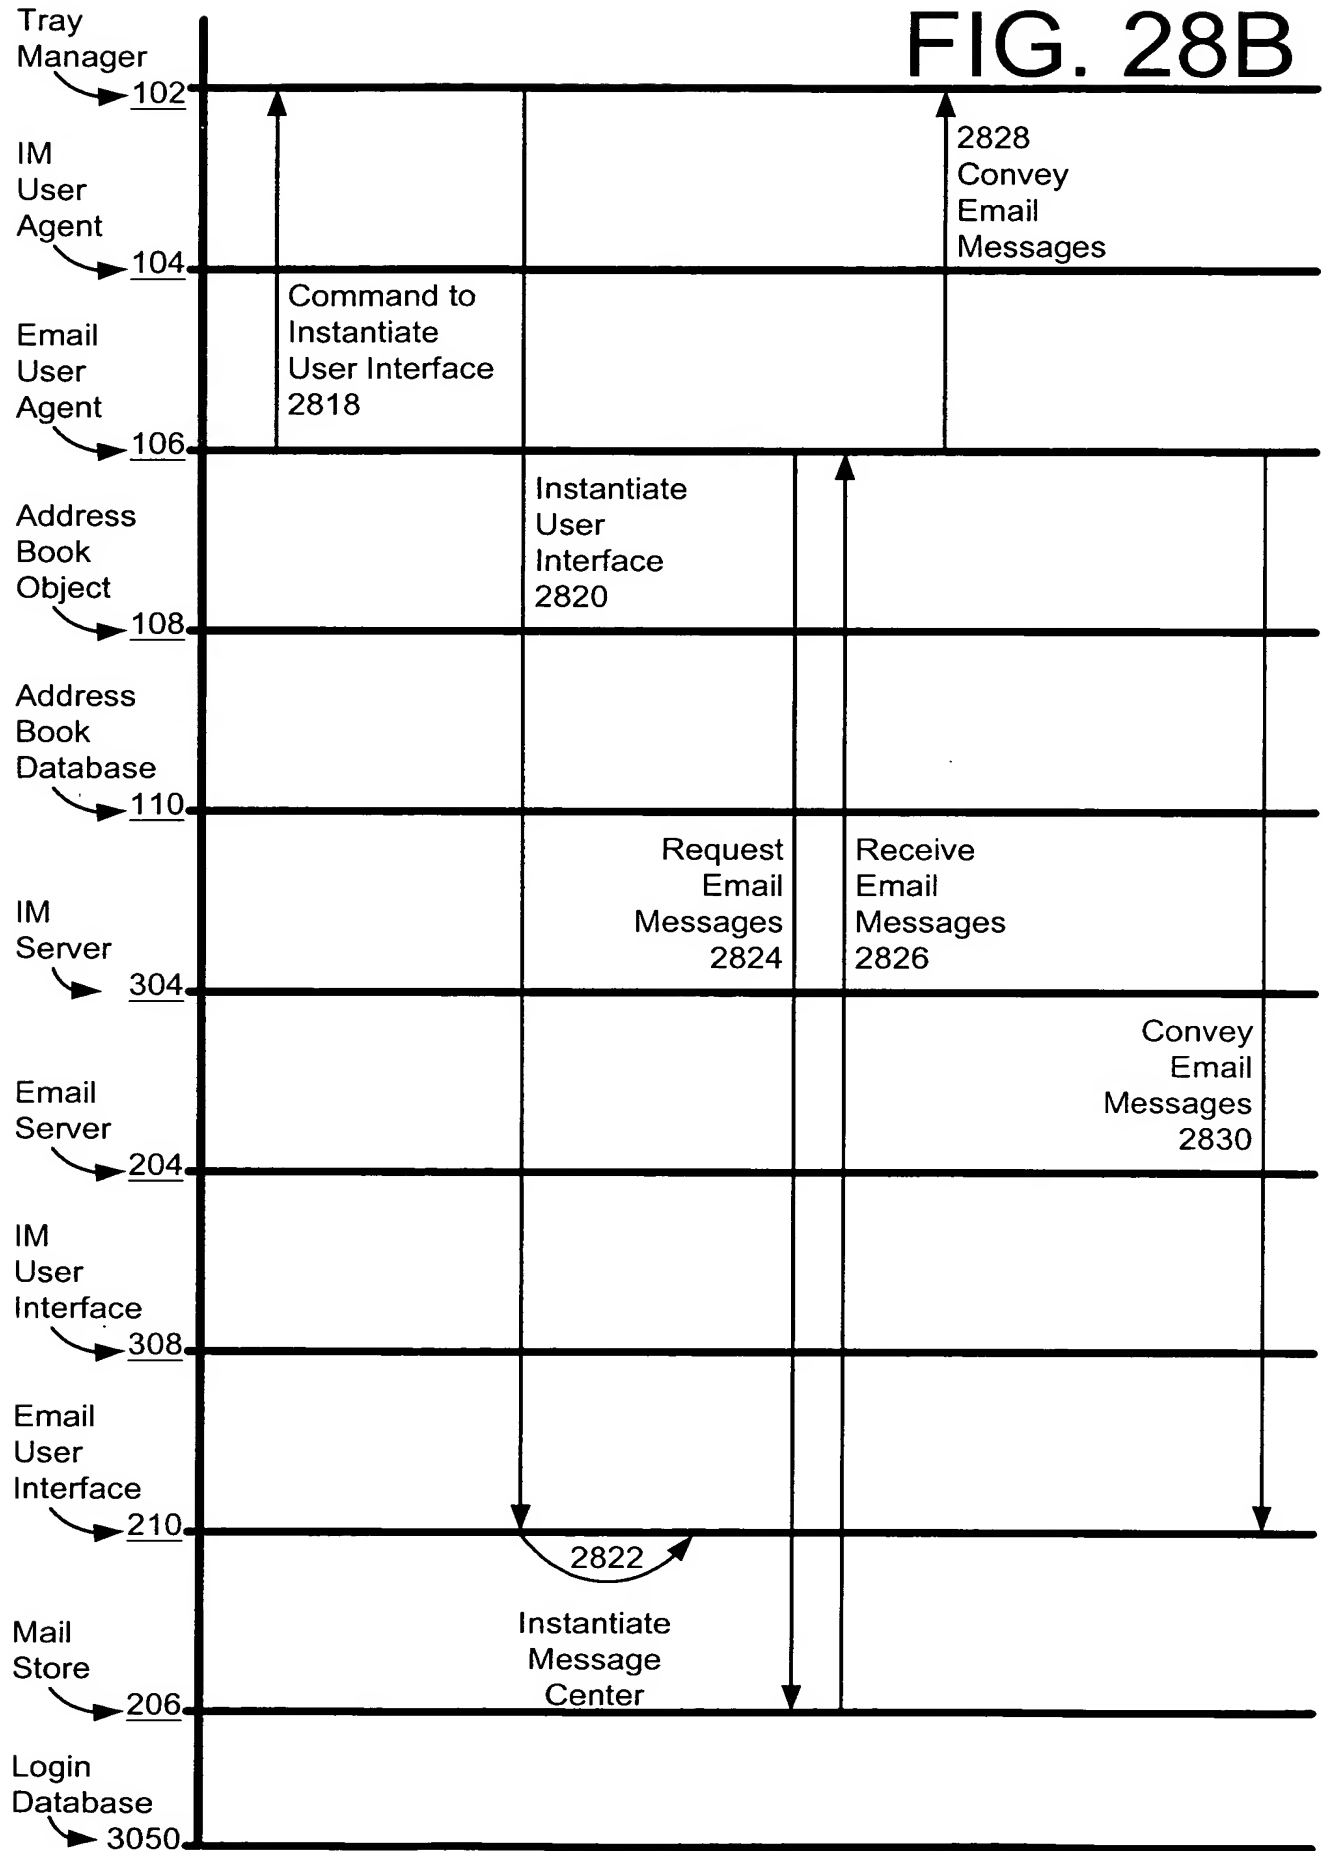 FIG. 28B
Tray
Manager
102
IM
User
Agent
104
Email
User
Agent
106
Address
Book
Object
108
Address
Book
Database
110
IM
Server
304
Email
Server
204
IM
User
Interface
308
Email
User
Interface
210
Mail
Store
206
Login
Database
3050
Command to
Instantiate
User Interface
2818
Instantiate
User
Interface
2820
2822
Instantiate
Message
Center
Request
Email
Messages
2824
Receive
Email
Messages
2826
2828
Convey
Email
Messages
Convey
Email
Messages
2830